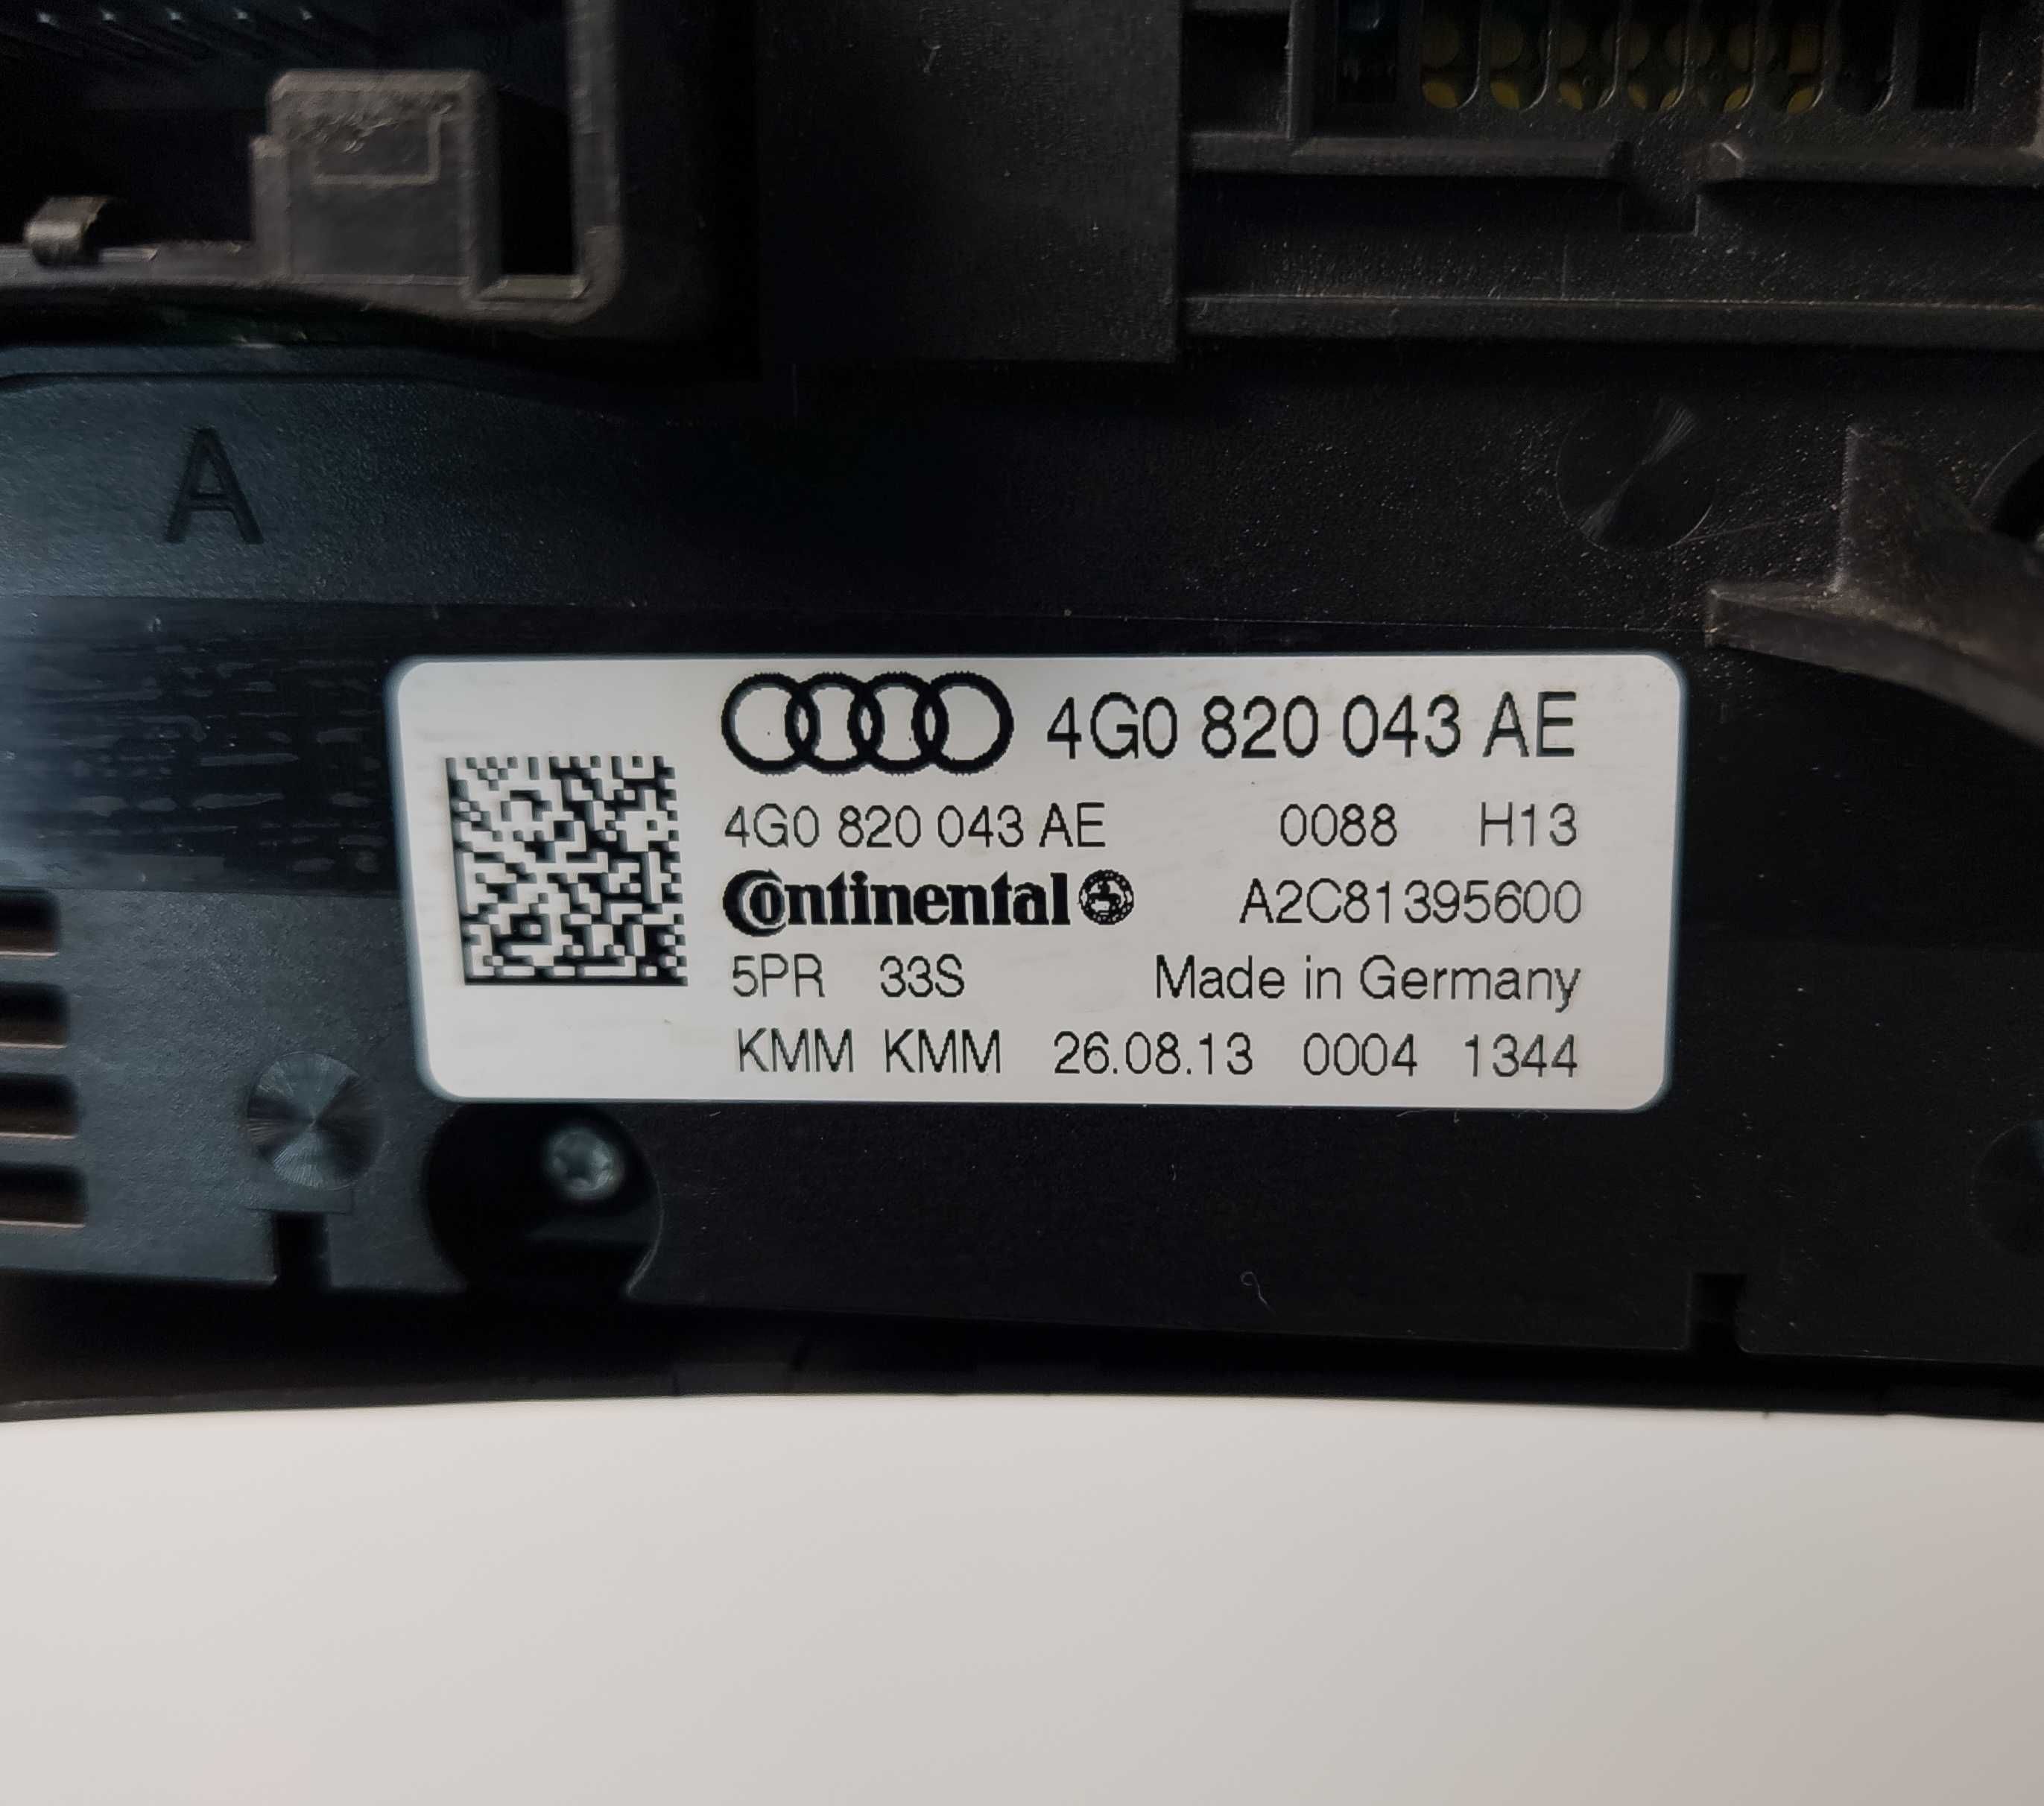 A
4G0 820 043 AE
4G0 820 043 AE 0088 H13
Continental A2C81395600
5PR 33S Made in Germany
KMM KMM 26.08.13 0004 1344